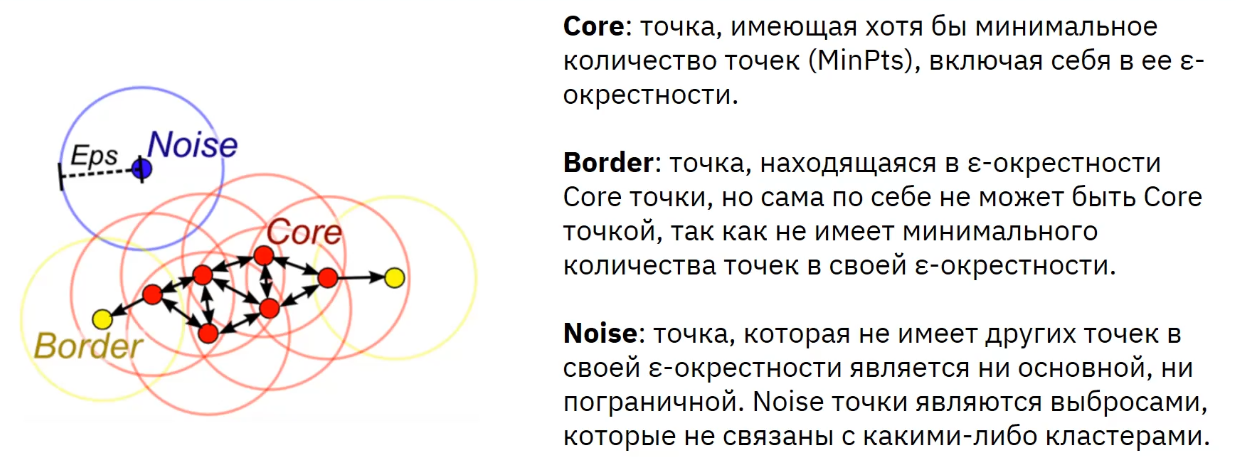 Core: точка, имеющая хотя бы минимальное
количество точек (MinPts), включая себя в ее ε-
окрестности.
Border: точка, находящаяся в ε-окрестности
Core точки, но сама по себе не может быть Core
точкой, так как не имеет минимального
количества точек в своей ε-окрестности.
Noise: точка, которая не имеет других точек в
своей ε-окрестности является ни основной, ни
пограничной. Noise точки являются выбросами,
которые не связаны с какими-либо кластерами.
Noise
Eps
Core
Border